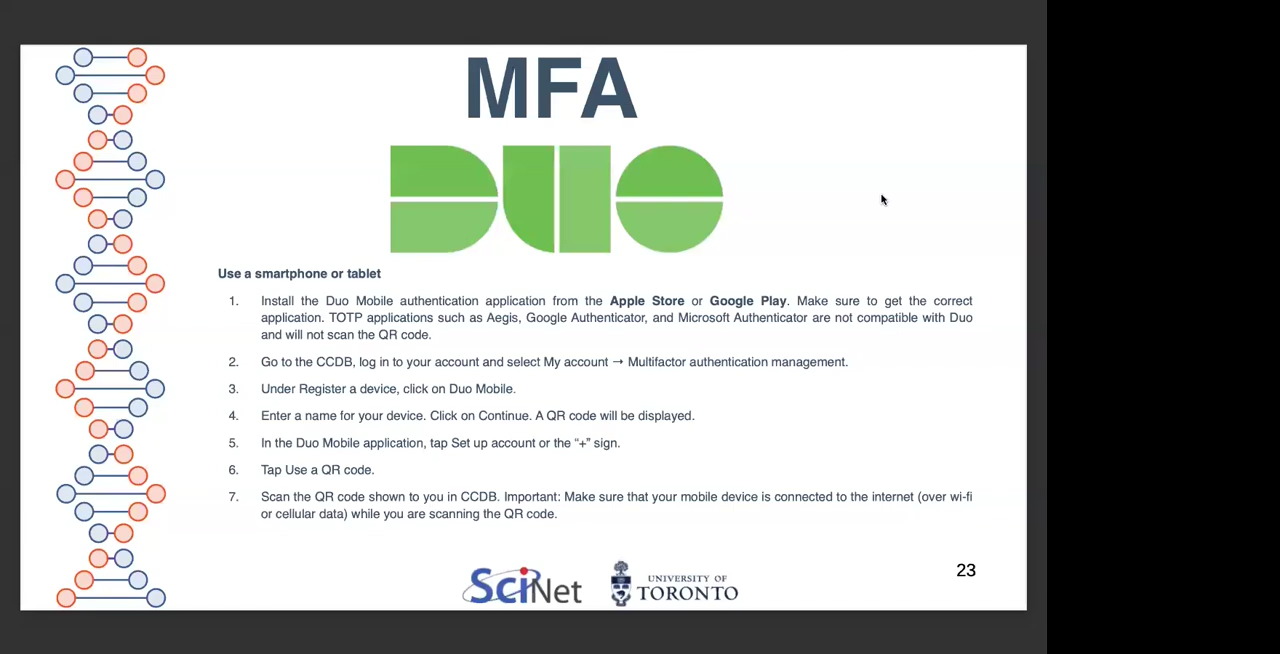 MFA
DUO
Use a smartphone or tablet
1. Install the Duo Mobile authentication application from the Apple Store or Google Play. Make sure to get the correct
application. TOTP applications such as Aegis, Google Authenticator, and Microsoft Authenticator are not compatible with Duo
and will not scan the QR code.
2. Go to the CCDB, log in to your account and select My account → Multifactor authentication management.
3. Under Register a device, click on Duo Mobile.
4. Enter a name for your device. Click on Continue. A QR code will be displayed.
5. In the Duo Mobile application, tap Set up account or the “+” sign.
6. Tap Use a QR code.
7. Scan the QR code shown to you in CCDB. Important: Make sure that your mobile device is connected to the internet (over wi-fi
or cellular data) while you are scanning the QR code.
SciNet
UNIVERSITY OF
TORONTO
23